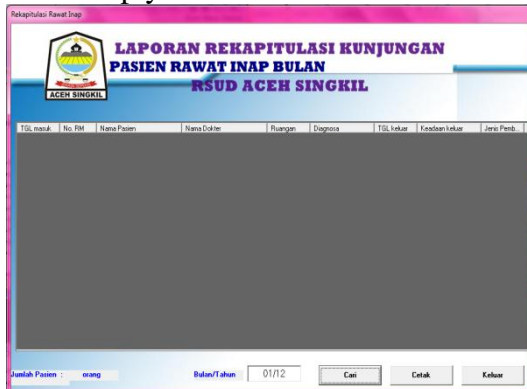 Rekapitulasi Rawat Inap
LAPORAN REKAPITULASI KUNJUNGAN
PASIEN RAWAT INAP BULAN
RSUD ACEH SINGKIL
ACEH SINGKIL
TGL masuk No. RM Nama Pasien Nama Dokter Ruangan Diagnosa TGL keluar Keadaan keluar Jenis Pemb...
Jumlah Pasien : orang Bulan/Tahun 01/12 Cari Cetak Keluar